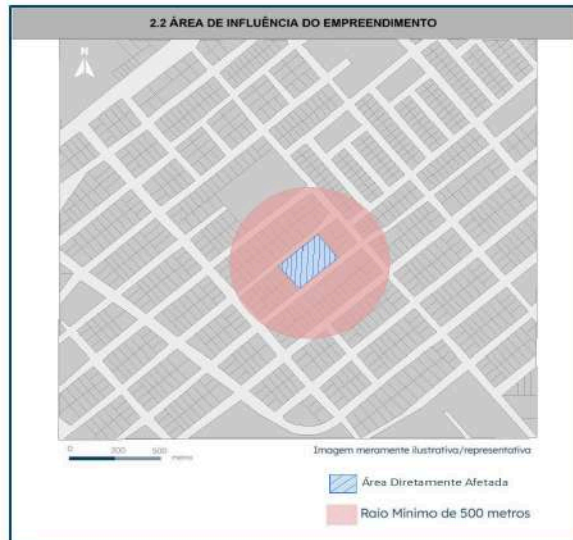 2.2 ÁREA DE INFLUÊNCIA DO EMPREENDIMENTO
N
0 300 500
metro
Imagem meramente ilustrativa/representativa
Área Diretamente Afetada
Raio Mínimo de 500 metros